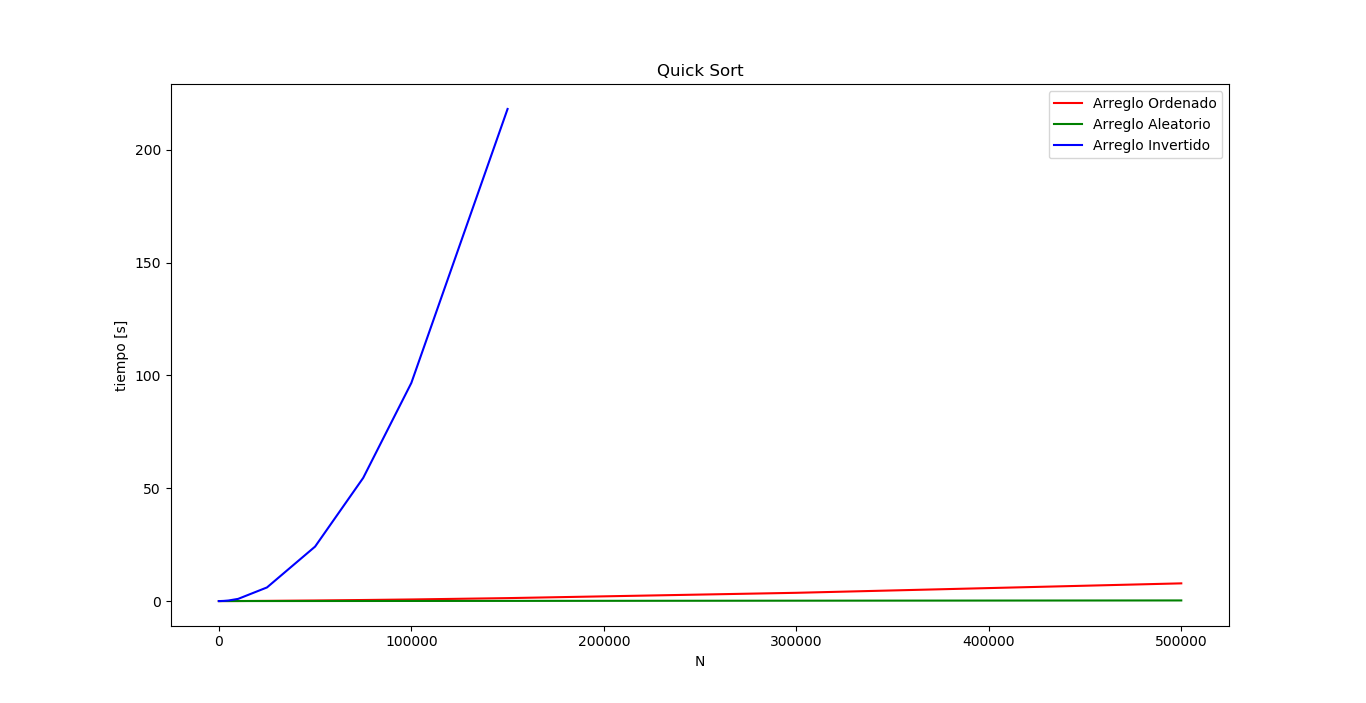 Quick Sort
Arreglo Ordenado
Arreglo Aleatorio
Arreglo Invertido
tiempo [s]
200
150
100
50
0
0 100000 200000 300000 400000 500000
N